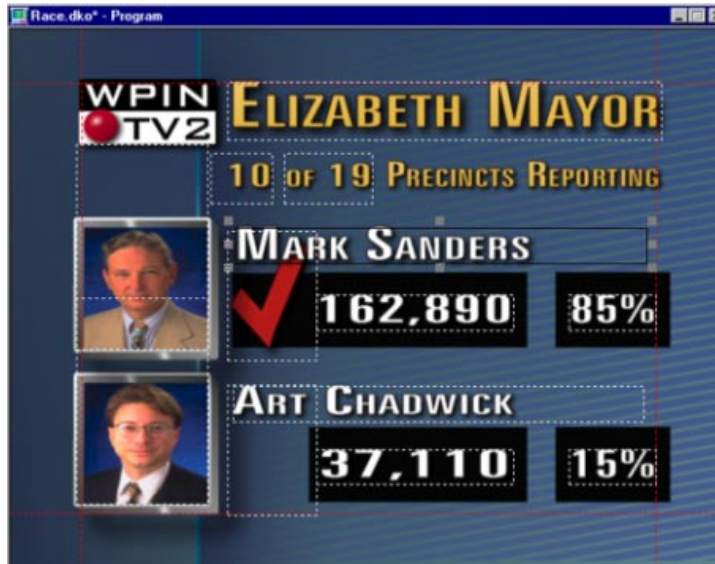 Race.dko* - Program
WPIN
TV2
ELIZABETH MAYOR
10 OF 19 PRECINCTS REPORTING
MARK SANDERS
162,890 85%
ART CHADWICK
37,110 15%